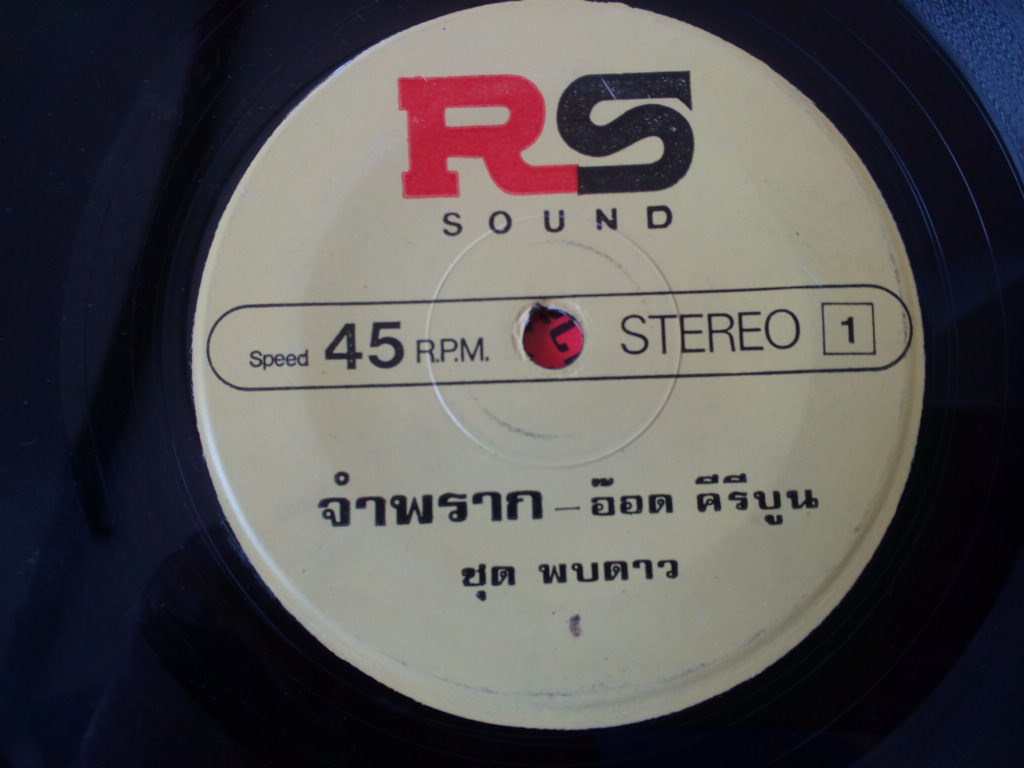 RS
SOUND
Speed 45 R.P.M. STEREO 1
จำพราก – อ๊อด คีรีบูน
ชุด พบดาว